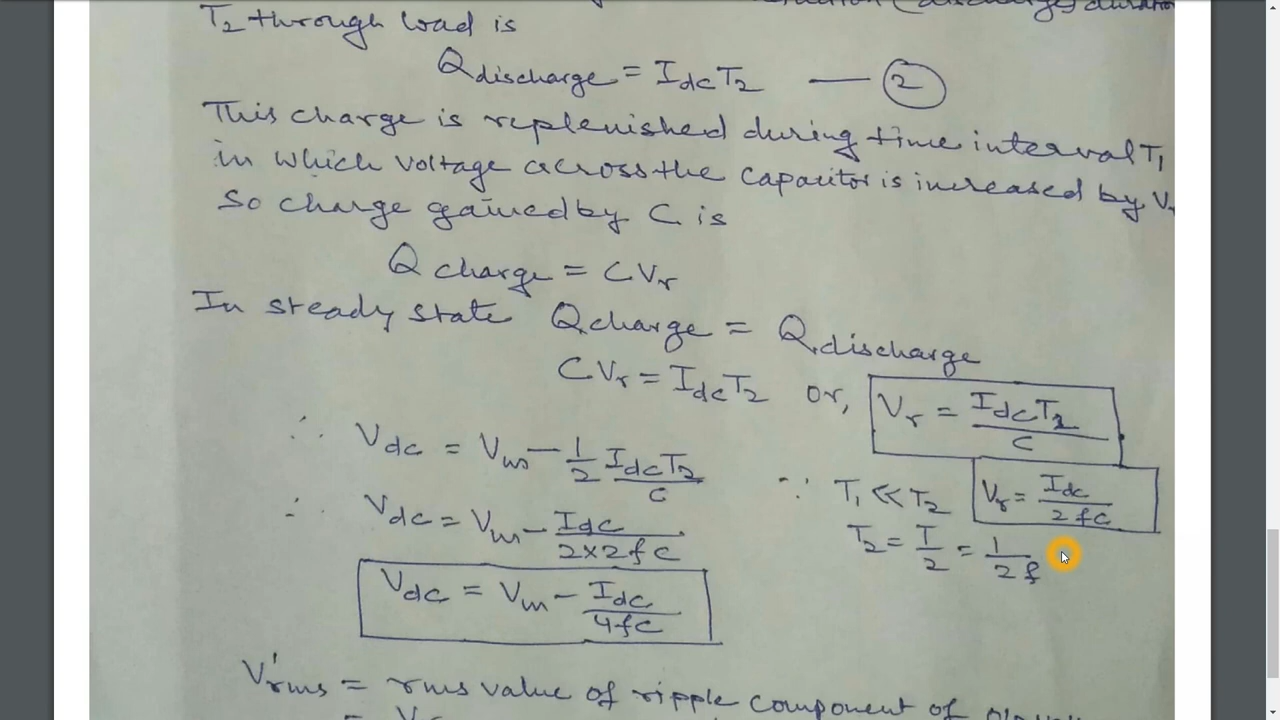 T₂ through load is
Qdischarge = IdcT₂ —— ②
This charge is replenished during time interval T₁
in which voltage across the capacitor is increased by Vr
So charge gained by C is
Q charge = CVr
In steady state Qcharge = Qdischarge
CVr = IdcT₂ or, Vr = IdcT₂/C
∴ Vdc = Vm − 1/2 IdcT₂/C
∵ T₁ << T₂ Vr = Idc/2fC
∴ Vdc = Vm − Idc/2×2fC
T₂ = T/2 = 1/2f
Vdc = Vm − Idc/4fC
V'rms = rms value of ripple component of